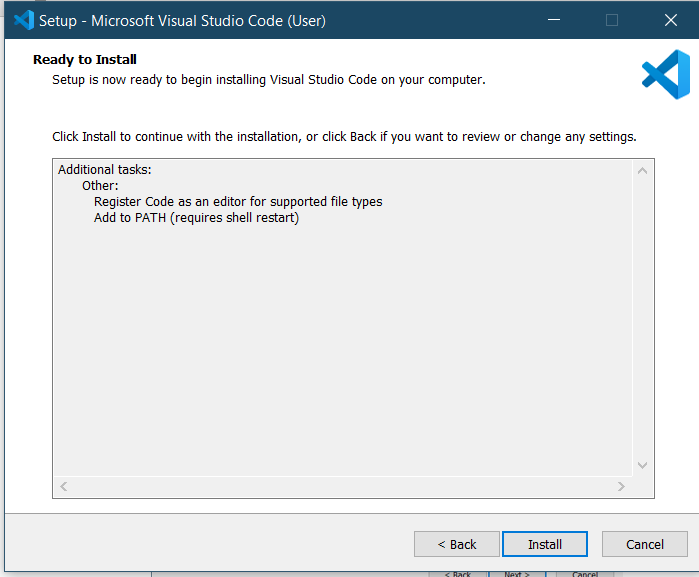 Setup - Microsoft Visual Studio Code (User)
Ready to Install
Setup is now ready to begin installing Visual Studio Code on your computer.
Click Install to continue with the installation, or click Back if you want to review or change any settings.
Additional tasks:
Other:
Register Code as an editor for supported file types
Add to PATH (requires shell restart)
< Back
Install
Cancel
< Back
Next >
Cancel